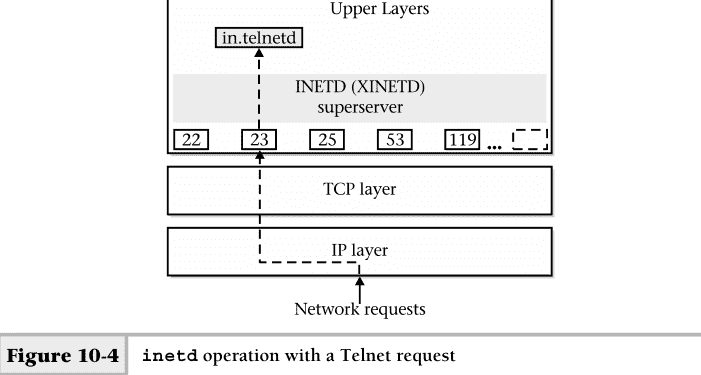 Upper Layers
in.telnetd
INETD (XINETD)
superserver
22 23 25 53 119 ...
TCP layer
IP layer
Network requests
Figure 10-4 inetd operation with a Telnet request